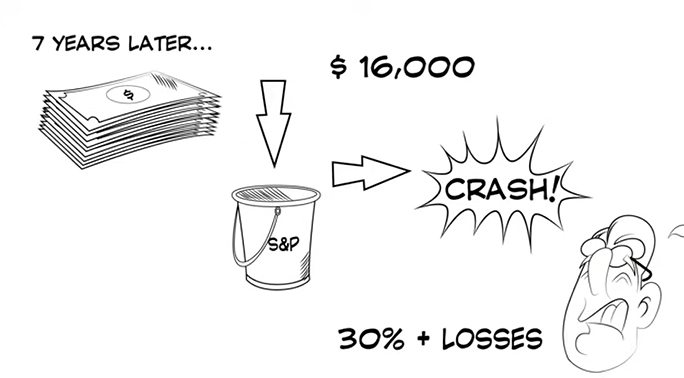 7 YEARS LATER...
$
$ 16,000
CRASH!
S&P
30% + LOSSES